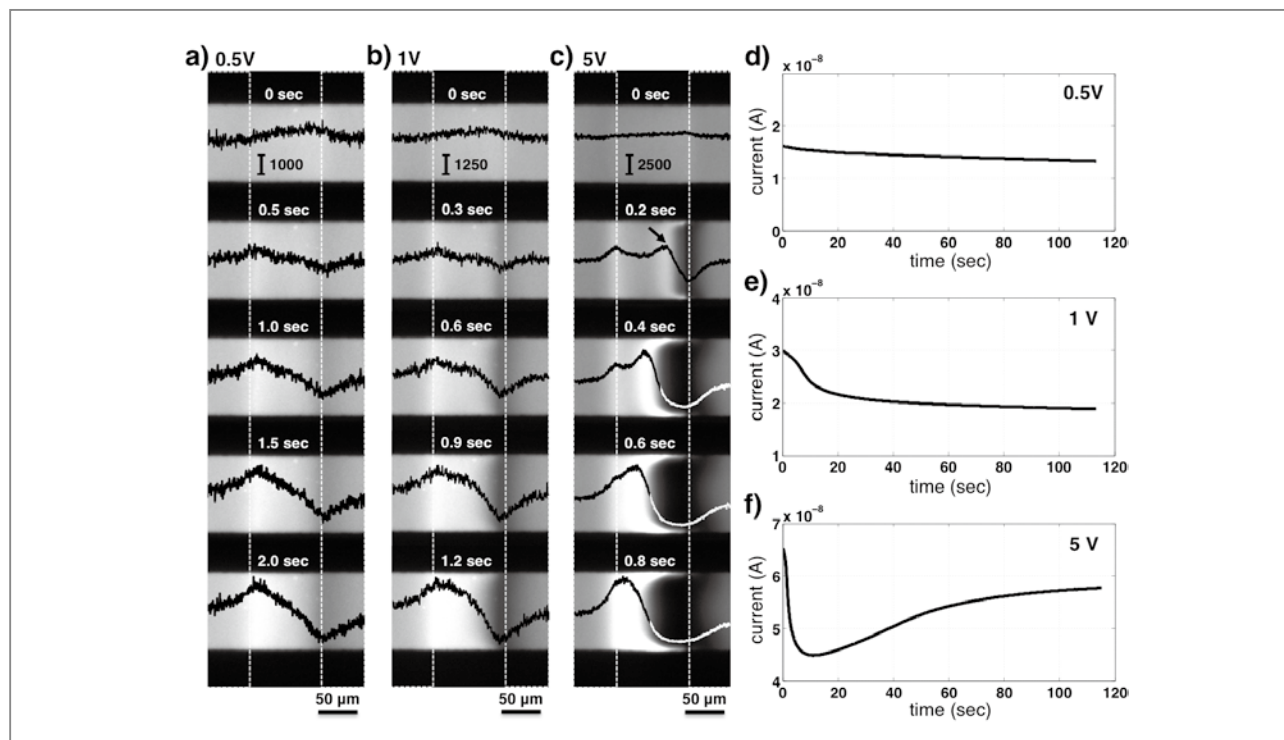 a) 0.5V
0 sec
1000
0.5 sec
1.0 sec
1.5 sec
2.0 sec
50 µm
b) 1V
0 sec
1250
0.3 sec
0.6 sec
0.9 sec
1.2 sec
50 µm
c) 5V
0 sec
2500
0.2 sec
0.4 sec
0.6 sec
0.8 sec
50 µm
d)
x 10-8
0.5V
3
2
1
0
current (A)
0 20 40 60 80 100 120
time (sec)
e)
x 10-8
1 V
4
3
2
1
current (A)
0 20 40 60 80 100 120
time (sec)
f)
x 10-8
5 V
7
6
5
4
current (A)
0 20 40 60 80 100 120
time (sec)